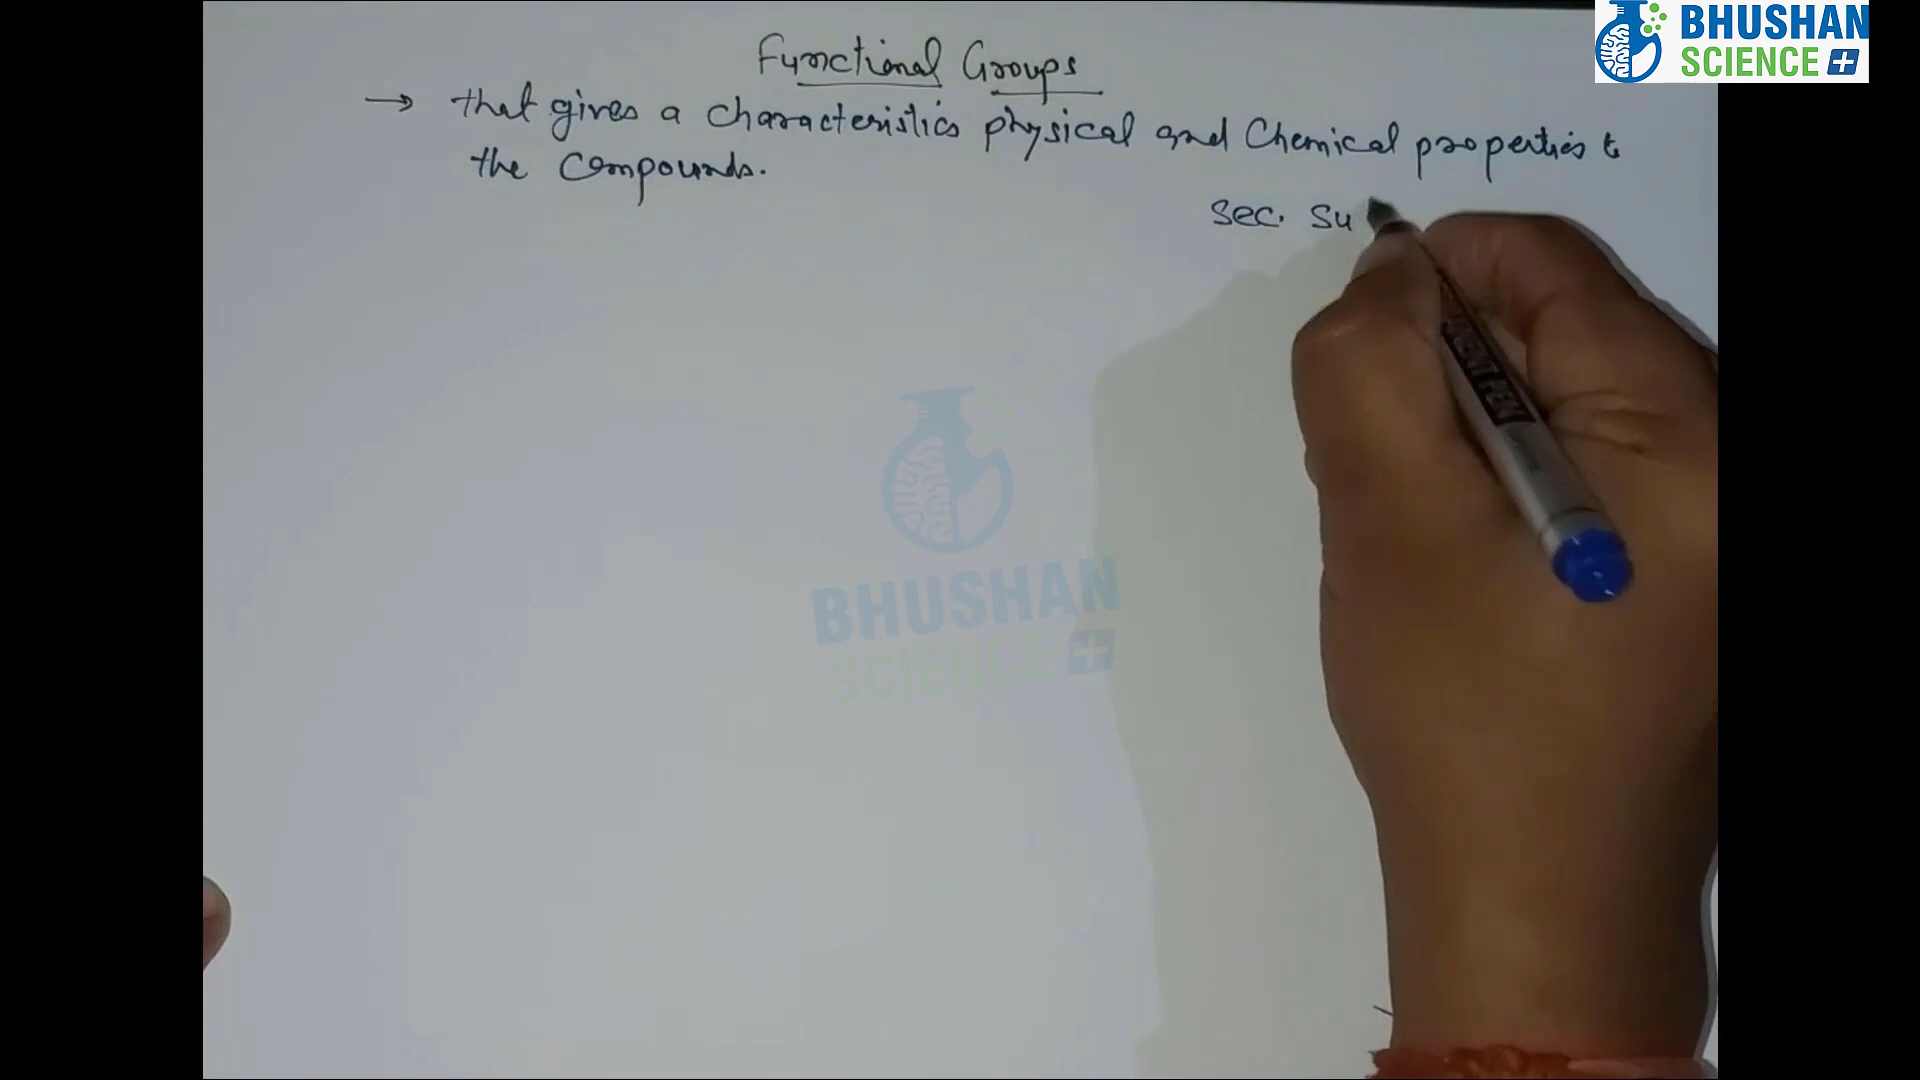 BHUSHAN
SCIENCE +
Functional Groups
→ that gives a characteristics physical and Chemical properties to
the compounds.
Sec. Su
BHUSHAN
SCIENCE +